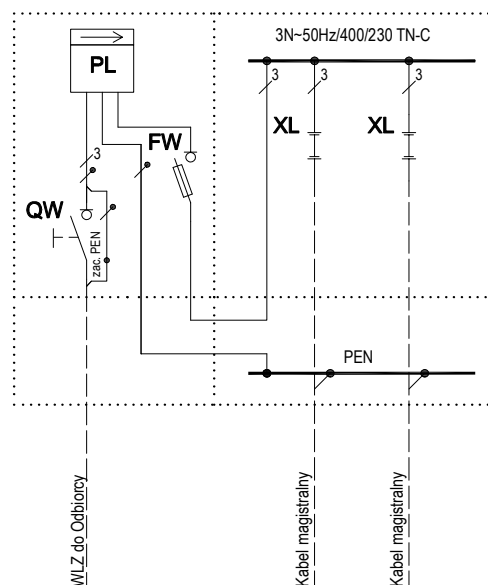 3N~50Hz/400/230 TN-C
PL
3
3
3
FW
XL
XL
3
QW
zac. PEN
PEN
WLZ do Odbiorcy
Kabel magistralny
Kabel magistralny